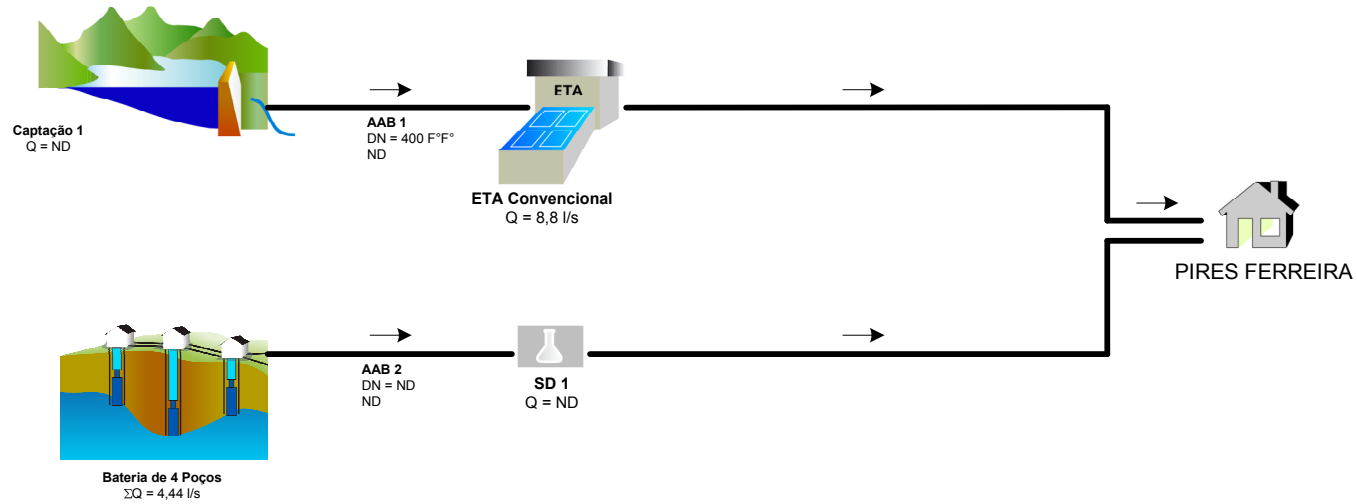 Captação 1
Q = ND
AAB 1
DN = 400 F°F°
ND
ETA
ETA Convencional
Q = 8,8 l/s
PIRES FERREIRA
AAB 2
DN = ND
ND
SD 1
Q = ND
Bateria de 4 Poços
ΣQ = 4,44 l/s